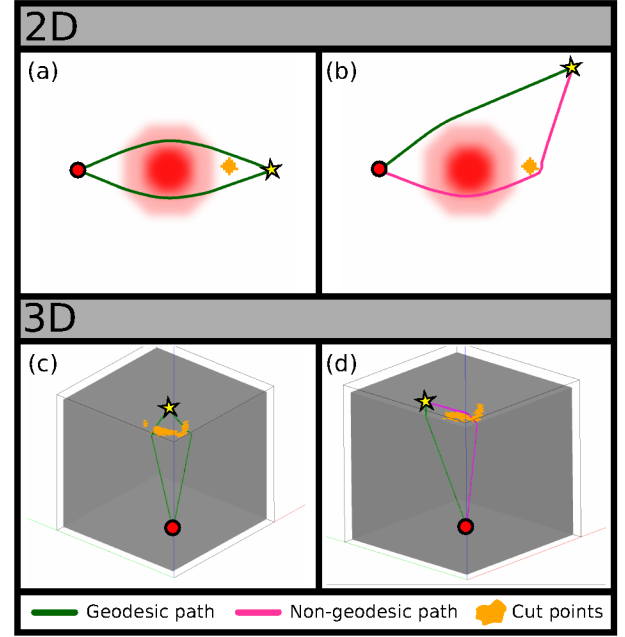 2D
(a)
(b)
3D
(c)
(d)
Geodesic path Non-geodesic path Cut points